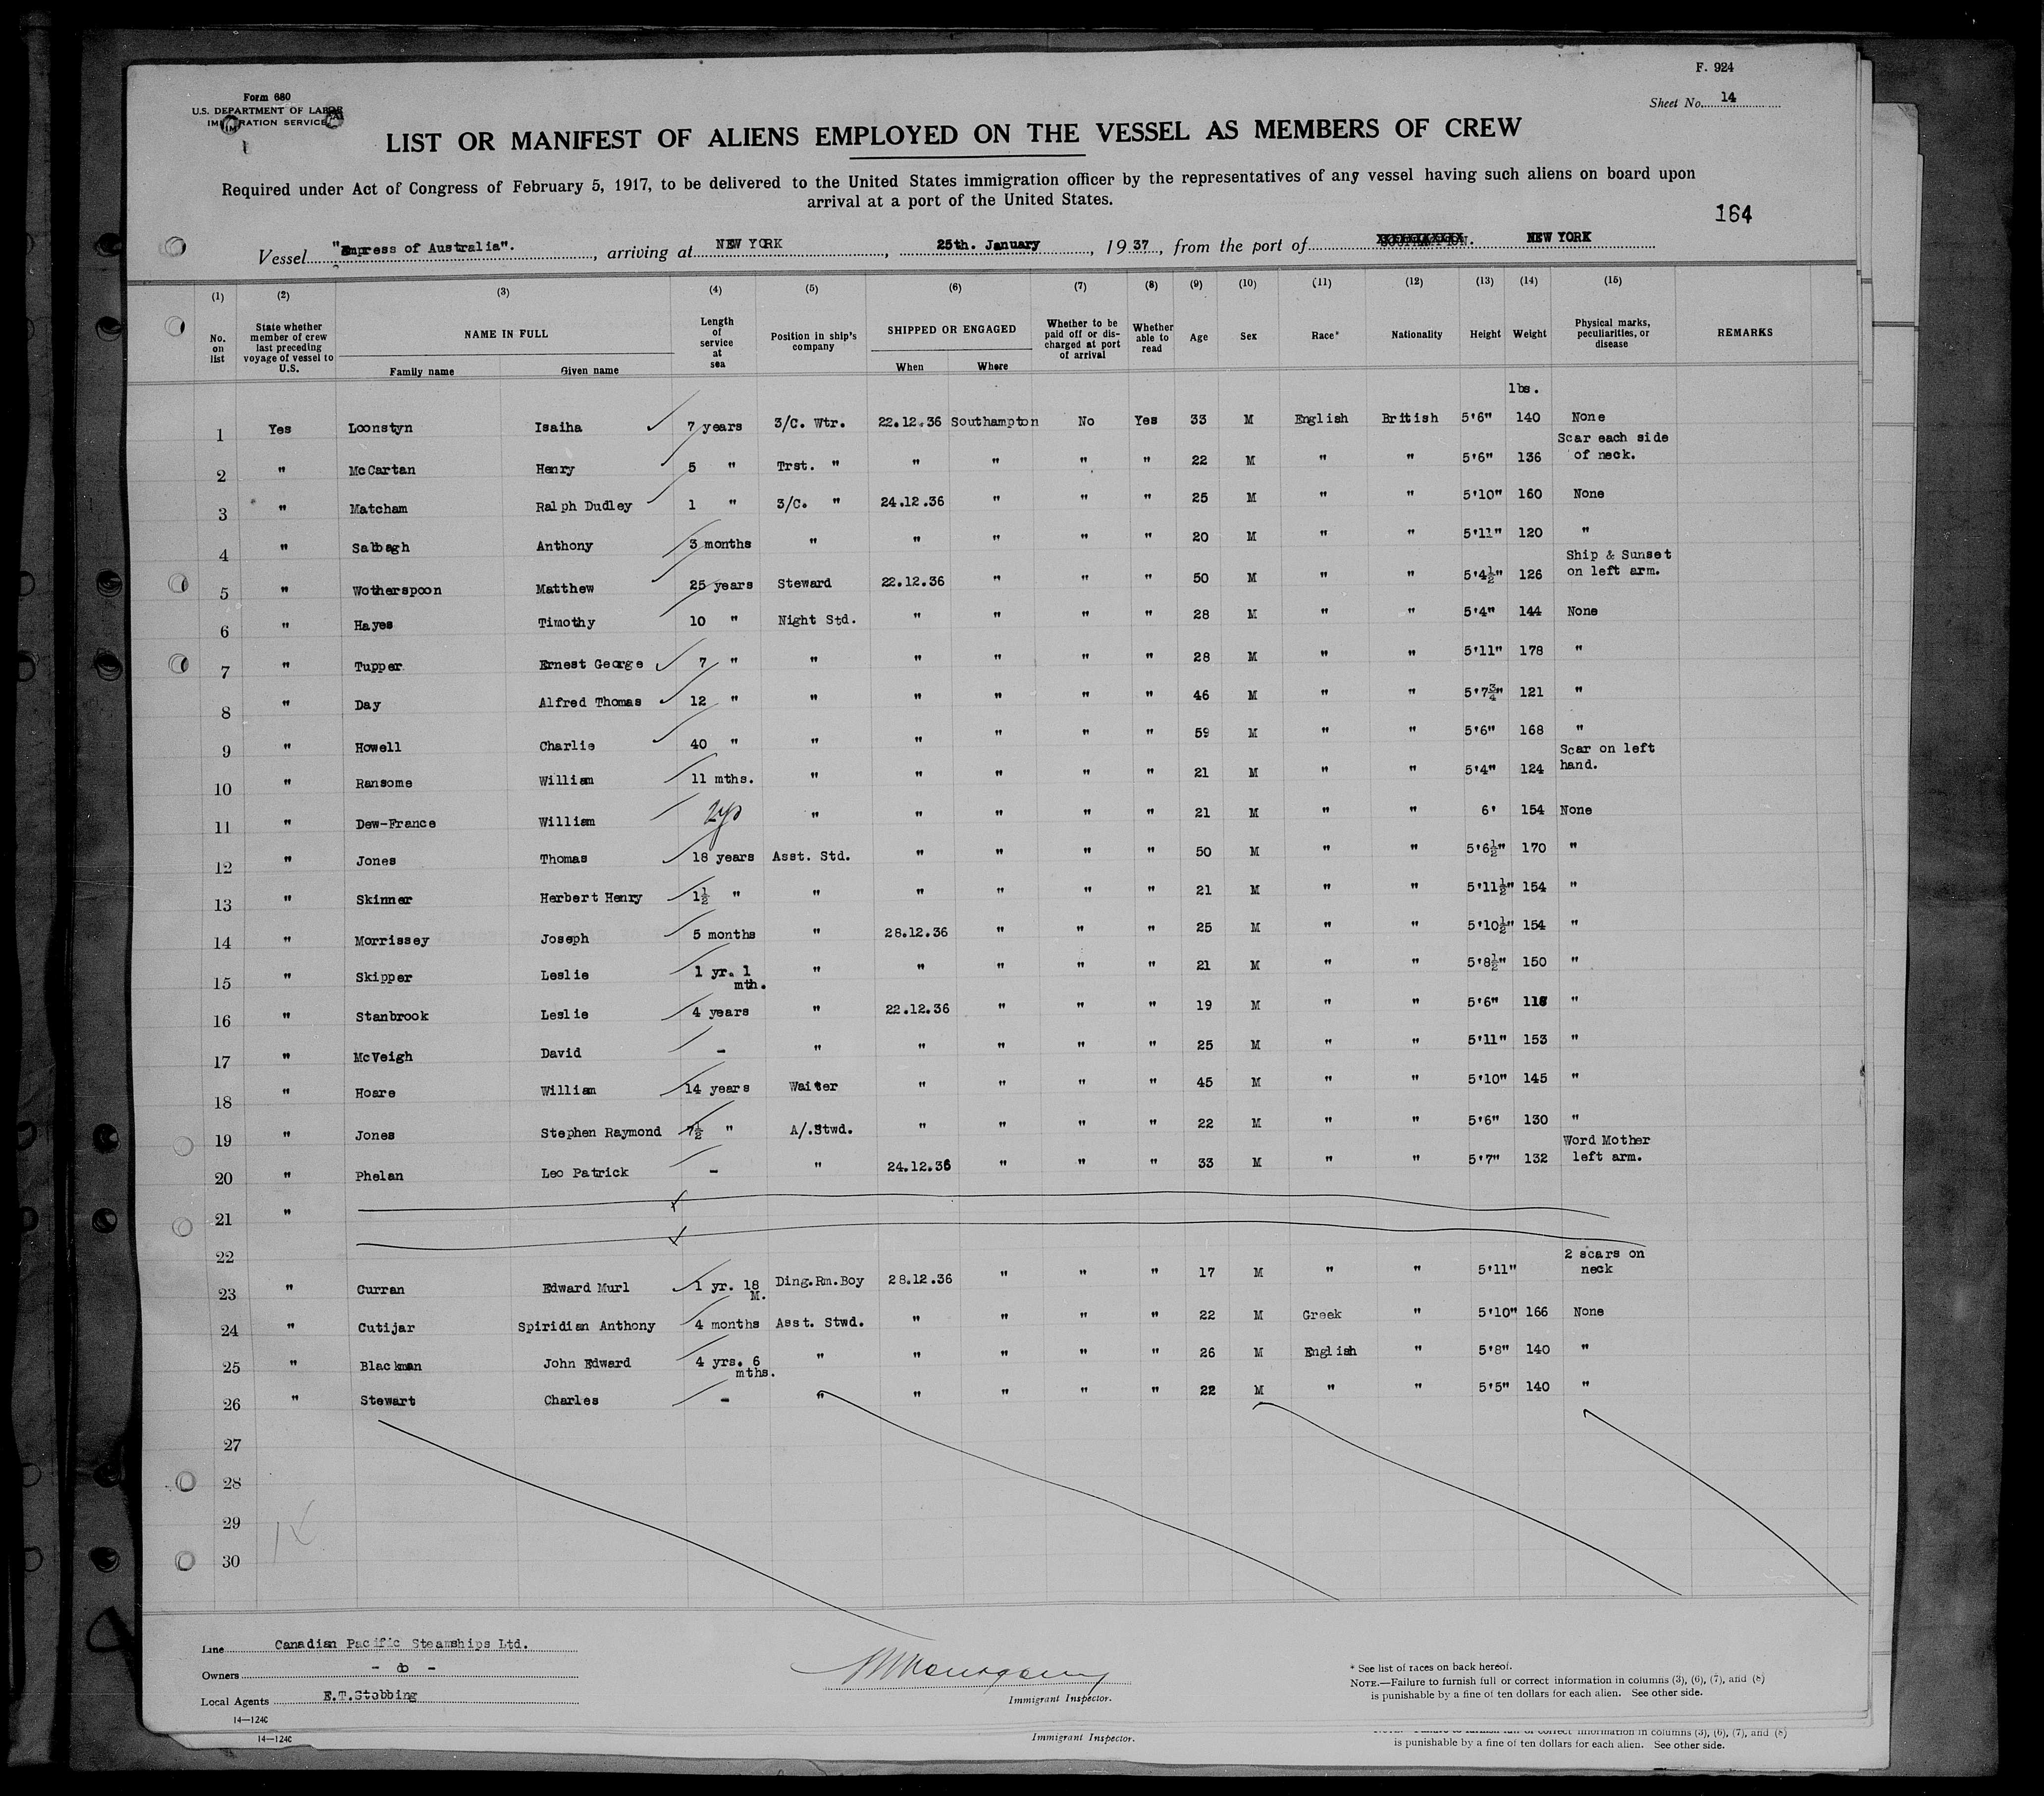 F. 924
Form 680
U.S. DEPARTMENT OF LABOR
IMMIGRATION SERVICE
Sheet No. 14
LIST OR MANIFEST OF ALIENS EMPLOYED ON THE VESSEL AS MEMBERS OF CREW
Required under Act of Congress of February 5, 1917, to be delivered to the United States immigration officer by the representatives of any vessel having such aliens on board upon
arrival at a port of the United States.
164
Vessel "Empress of Australia"., arriving at NEW YORK, 25th. January, 1937, from the port of NEW YORK
(1) (2) (3) (4) (5) (6) (7) (8) (9) (10) (11) (12) (13) (14) (15)
No. on list
State whether member of crew last preceding voyage of vessel to U.S.
NAME IN FULL
Family name Given name
Length of service at sea
Position in ship's company
SHIPPED OR ENGAGED
When Where
Whether to be paid off or discharged at port of arrival
Whether able to read
Age Sex Race* Nationality Height Weight
Physical marks, peculiarities, or disease
REMARKS
lbs.
1 Yes Loonstyn Isaiha 7 years 3/C. Wtr. 22.12.36 Southampton No Yes 33 M English British 5'6" 140 None
2 " McCartan Henry 5 " Trst. " " " " " 22 M " " 5'6" 136 Scar each side of neck.
3 " Matcham Ralph Dudley 1 " 3/C. " 24.12.36 " " " 25 M " " 5'10" 160 None
4 " Salbagh Anthony 3 months " " " " " 20 M " " 5'11" 120 "
5 " Wotherspoon Matthew 25 years Steward 22.12.36 " " " 50 M " " 5'4½" 126 Ship & Sunset on left arm.
6 " Hayes Timothy 10 " Night Std. " " " " 28 M " " 5'4" 144 None
7 " Tupper Ernest George 7 " " " " " " 28 M " " 5'11" 178 "
8 " Day Alfred Thomas 12 " " " " " " 46 M " " 5'7¾" 121 "
9 " Howell Charlie 40 " " " " " " 59 M " " 5'6" 168 "
10 " Ransome William 11 mths. " " " " " 21 M " " 5'4" 124 Scar on left hand.
11 " Dew-France William 2 yrs " " " " " 21 M " " 6' 154 None
12 " Jones Thomas 18 years Asst. Std. " " " " 50 M " " 5'6½" 170 "
13 " Skinner Herbert Henry 1½ " " " " " " 21 M " " 5'11½" 154 "
14 " Morrissey Joseph 5 months " 28.12.36 " " " 25 M " " 5'10½" 154 "
15 " Skipper Leslie 1 yr. 1 mth. " " " " " 21 M " " 5'8½" 150 "
16 " Stanbrook Leslie 4 years " 22.12.36 " " " 19 M " " 5'6" "
17 " McVeigh David - " " " " " 25 M " " 5'11" 153 "
18 " Hoare William 14 years Waiter " " " " 45 M " " 5'10" 145 "
19 " Jones Stephen Raymond 7½ " A/.Stwd. " " " " 22 M " " 5'6" 130 "
20 " Phelan Leo Patrick - " 24.12.36 " " " 33 M " " 5'7" 132 Word Mother left arm.
21 "
22
23 " Curran Edward Murl 1 yr. 18 M. Ding.Rm.Boy 28.12.36 " " " 17 M " " 5'11" 2 scars on neck
24 " Cutijar Spiridian Anthony 4 months Asst. Stwd. " " " " 22 M Greek " 5'10" 166 None
25 " Blackman John Edward 4 yrs. 6 mths. " " " " " 26 M English " 5'8" 140 "
26 " Stewart Charles - " " " " " 22 M " " 5'5" 140 "
27
28
29
30
Line Canadian Pacific Steamships Ltd.
Owners - do -
Local Agents E.T.Stebbing
14—124C
Immigrant Inspector.
* See list of races on back hereof.
NOTE.—Failure to furnish full or correct information in columns (3), (6), (7), and (8)
is punishable by a fine of ten dollars for each alien. See other side.
14—124C
Immigrant Inspector.
information in columns (3), (6), (7), and (8)
is punishable by a fine of ten dollars for each alien. See other side.